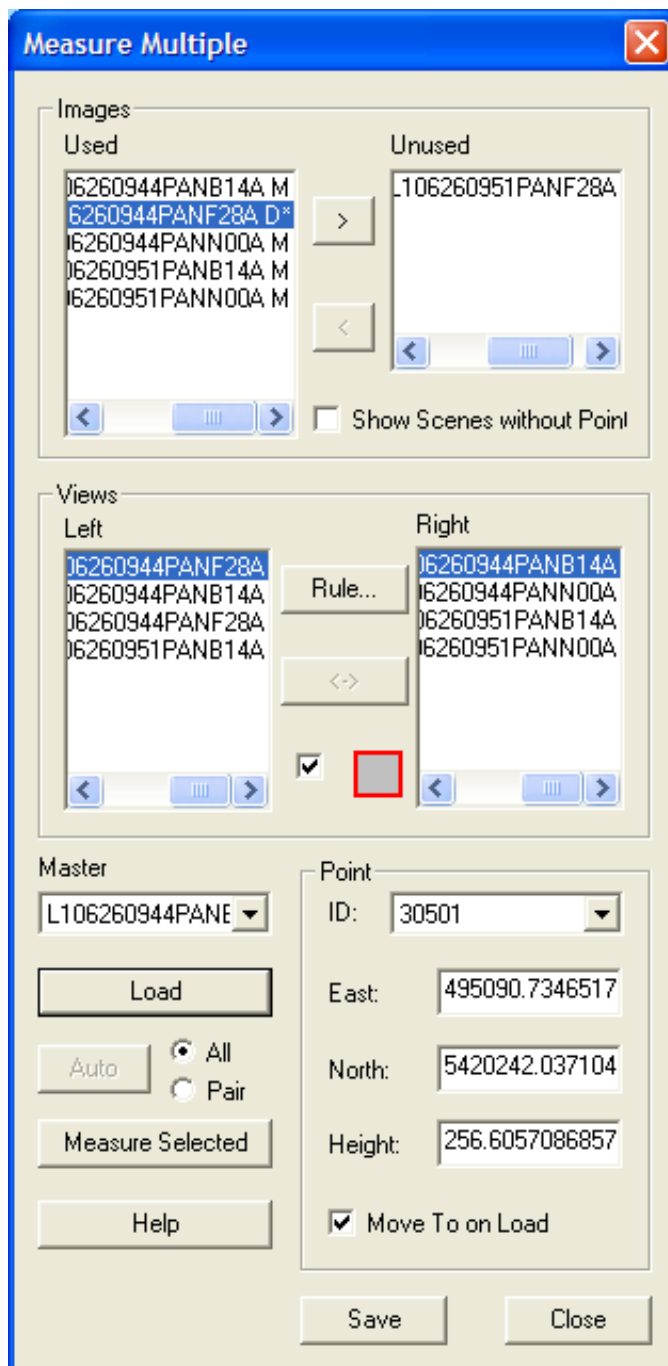 Measure Multiple
Images
Used
Unused
06260944PANB14A M
6260944PANF28A D*
06260944PANN00A M
06260951PANB14A M
06260951PANN00A M
>
<
L106260951PANF28A
Show Scenes without Point
Views
Left
Right
06260944PANF28A
06260944PANB14A
06260944PANF28A
06260951PANB14A
Rule...
<->
06260944PANB14A
06260944PANN00A
06260951PANB14A
06260951PANN00A
Master
L106260944PANE
Load
Auto
All
Pair
Measure Selected
Help
Point
ID: 30501
East: 495090.7346517
North: 5420242.037104
Height: 256.6057086857
Move To on Load
Save
Close